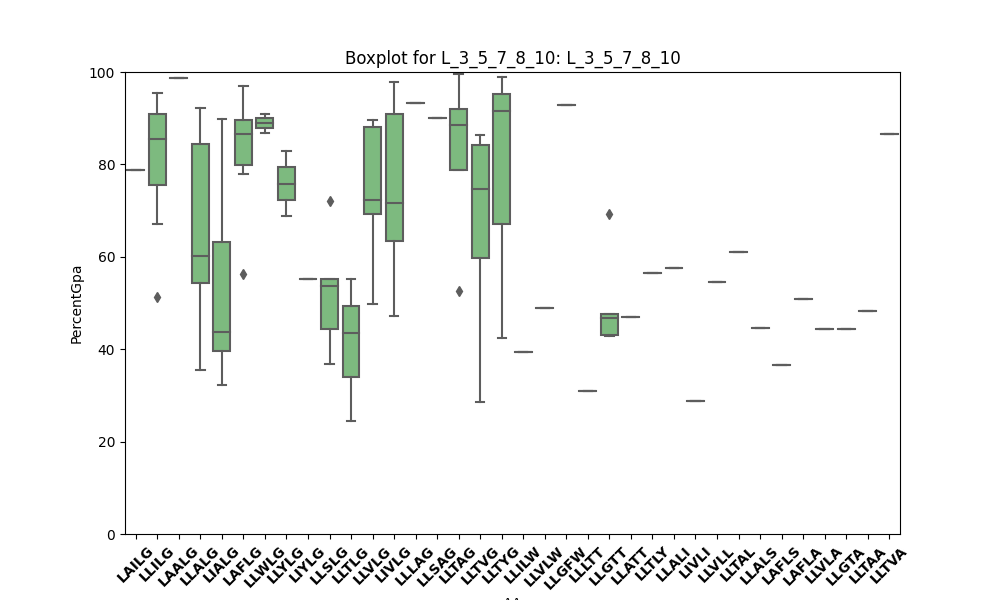 Boxplot for L_3_5_7_8_10: L_3_5_7_8_10
PercentGpa
100
80
60
40
20
0
LAILG
LLILG
LAALG
LLALG
LIALG
LAFLG
LLWLG
LLYLG
LIYLG
LLSLG
LLTLG
LLVLG
LIVLG
LLLAG
LLSAG
LLTAG
LLTVG
LLTYG
LLILW
LLVLW
LLGFW
LLLTT
LLGTT
LLATT
LLTLY
LLALI
LIVLI
LLVLL
LLTAL
LLALS
LAFLS
LAFLA
LLVLA
LLGTA
LLTAA
LLTVA